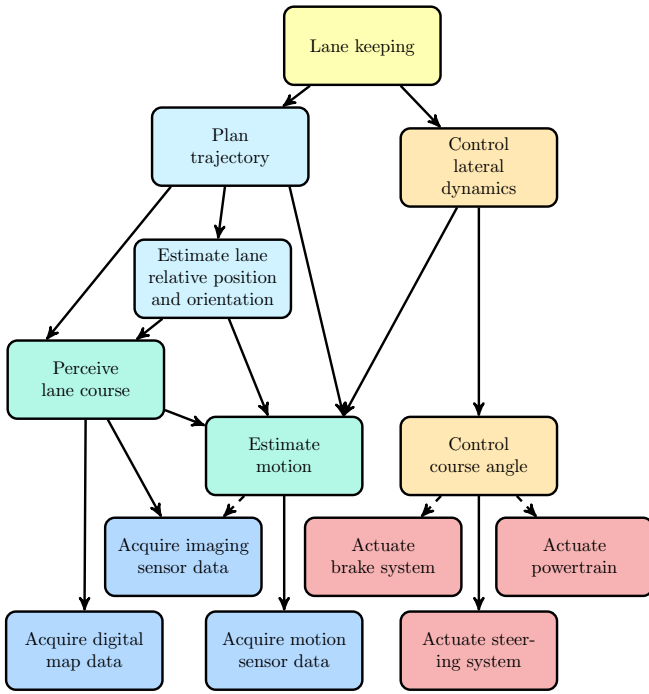 Lane keeping
Plan
trajectory
Control
lateral
dynamics
Estimate lane
relative position
and orientation
Perceive
lane course
Estimate
motion
Control
course angle
Acquire imaging
sensor data
Actuate
brake system
Actuate
powertrain
Acquire digital
map data
Acquire motion
sensor data
Actuate steer-
ing system